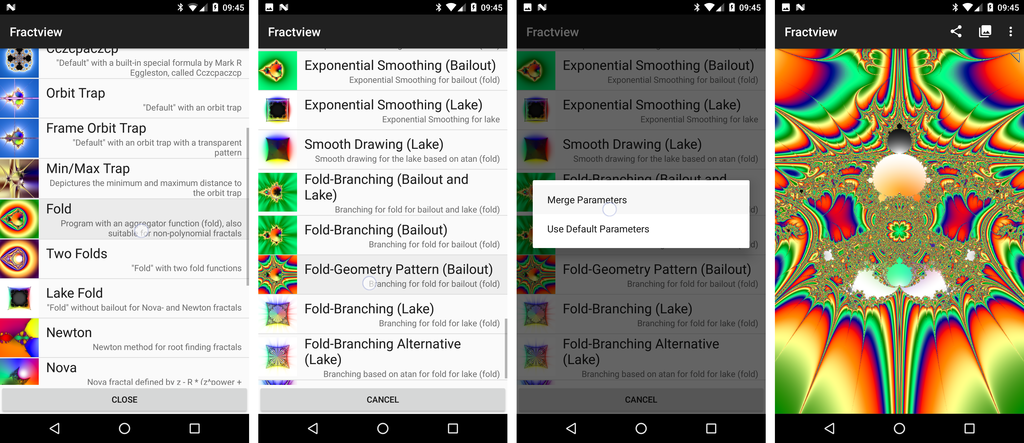 09:45
Fractview
Cczcpaczcp
"Default" with a built-in special formula by Mark R
Eggleston, called Cczcpaczcp
Orbit Trap
"Default" with an orbit trap
Frame Orbit Trap
"Default" with an orbit trap with a transparent
pattern
Min/Max Trap
Depictures the minimum and maximum distance to
the orbit trap
Fold
Program with an aggregator function (fold), also
suitable for non-polynomial fractals
Two Folds
"Fold" with two fold functions
Lake Fold
"Fold" without bailout for Nova- and Newton fractals
Newton
Newton method for root finding fractals
Nova
Nova fractal defined by z - R * (z^power +
CLOSE
09:45
Fractview
Exponential Smoothing (Bailout)
Exponential Smoothing for bailout (fold)
Exponential Smoothing (Lake)
Exponential Smoothing for lake
Smooth Drawing (Lake)
Smooth drawing for the lake based on atan (fold)
Fold-Branching (Bailout and
Lake)
Branching for fold for bailout and lake (fold)
Fold-Branching (Bailout)
Branching for fold for bailout (fold)
Fold-Geometry Pattern (Bailout)
Branching for fold for bailout (fold)
Fold-Branching (Lake)
Branching for fold for lake (fold)
Fold-Branching Alternative
(Lake)
Branching based on atan for fold for lake (fold)
CANCEL
09:45
Fractview
Exponential Smoothing (Bailout)
Exponential Smoothing for bailout (fold)
Exponential Smoothing (Lake)
Exponential Smoothing for lake
Smooth Drawing (Lake)
Smooth drawing for the lake based on atan (fold)
Fold-Branching (Bailout and
Merge Parameters
Use Default Parameters
Fold-Geometry Pattern (Bailout)
Branching for fold for bailout (fold)
Fold-Branching (Lake)
Branching for fold for lake (fold)
Fold-Branching Alternative
(Lake)
Branching based on atan for fold for lake (fold)
CANCEL
09:45
Fractview